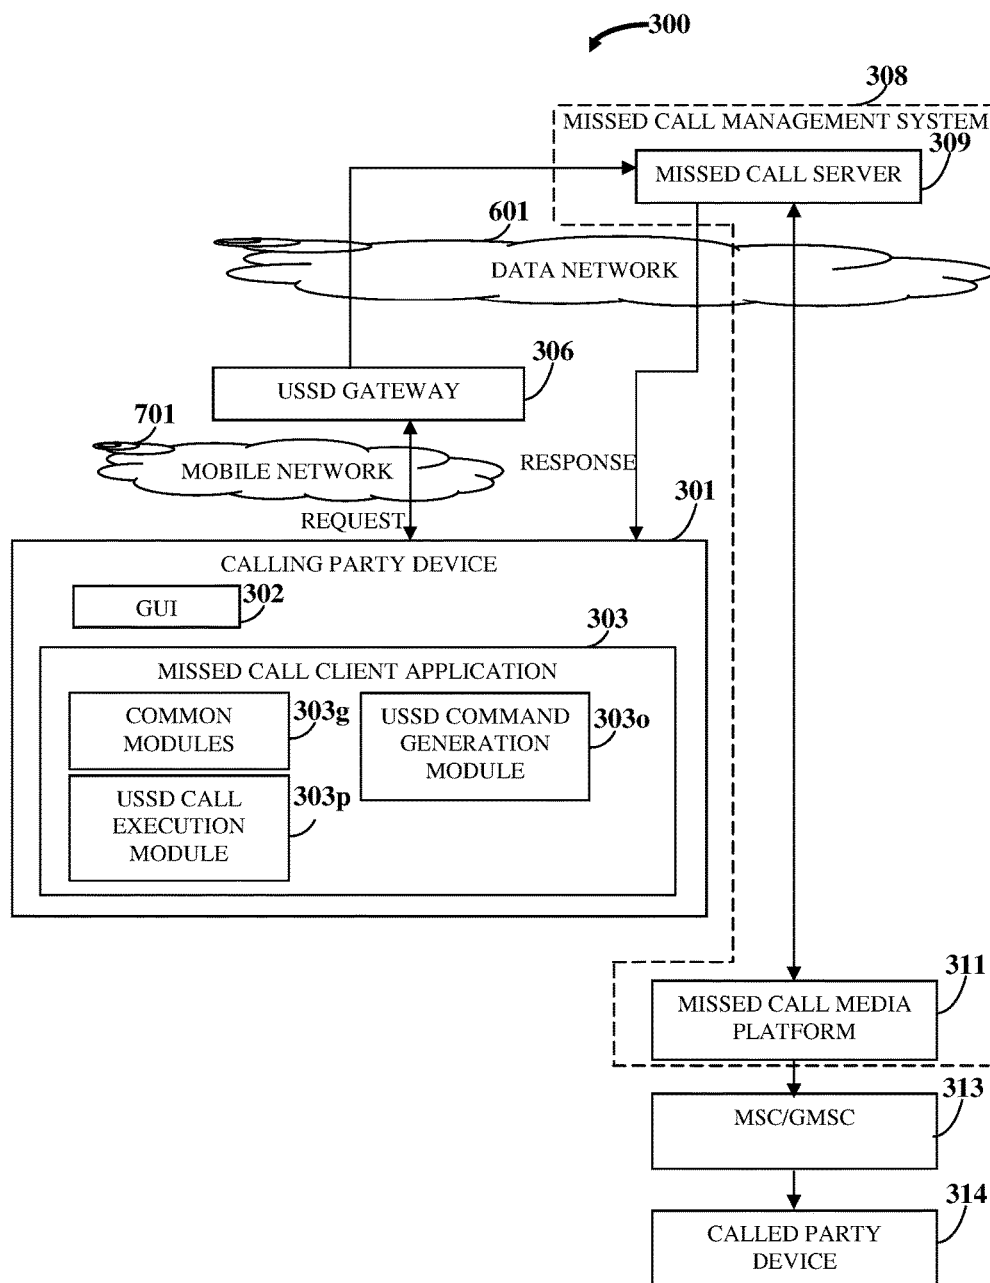 300
308
MISSED CALL MANAGEMENT SYSTEM
309
MISSED CALL SERVER
601
DATA NETWORK
306
USSD GATEWAY
701
MOBILE NETWORK
RESPONSE
REQUEST
301
CALLING PARTY DEVICE
GUI
302
303
MISSED CALL CLIENT APPLICATION
COMMON
MODULES
303g
USSD COMMAND
GENERATION
MODULE
303o
USSD CALL
EXECUTION
MODULE
303p
311
MISSED CALL MEDIA
PLATFORM
313
MSC/GMSC
314
CALLED PARTY
DEVICE